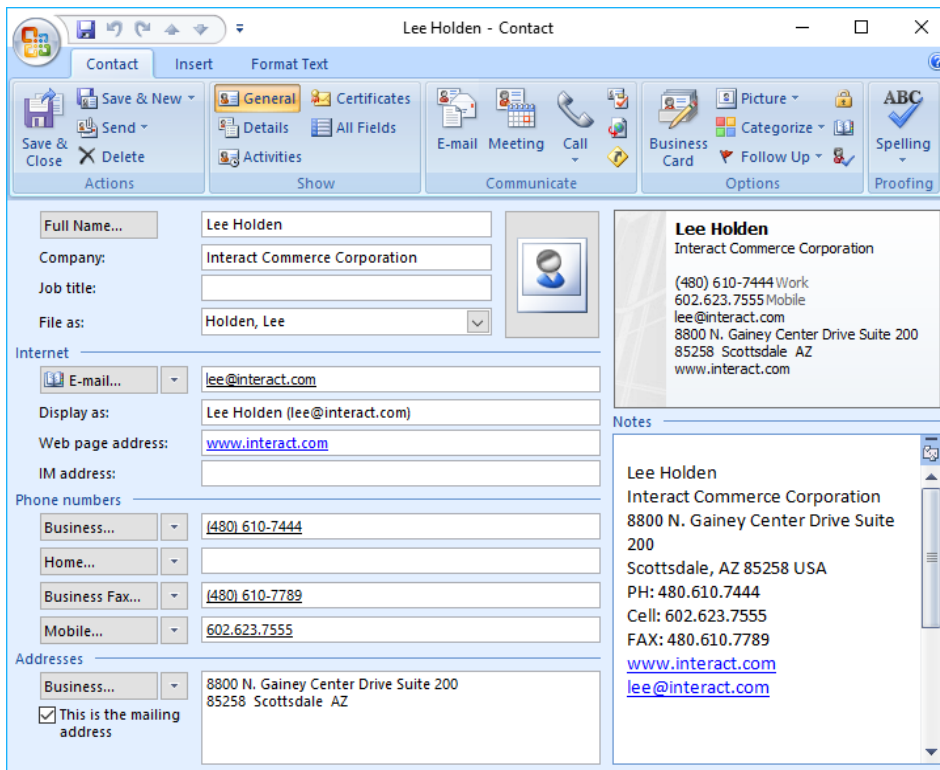 Lee Holden - Contact
Contact Insert Format Text
Save & Close
Save & New
Send
Delete
Actions
General
Details
Activities
Certificates
All Fields
Show
E-mail
Meeting
Call
Communicate
Business Card
Picture
Categorize
Follow Up
Options
ABC
Spelling
Proofing
Full Name... Lee Holden
Company: Interact Commerce Corporation
Job title:
File as: Holden, Lee
Internet
E-mail... lee@interact.com
Display as: Lee Holden (lee@interact.com)
Web page address: www.interact.com
IM address:
Phone numbers
Business... (480) 610-7444
Home...
Business Fax... (480) 610-7789
Mobile... 602.623.7555
Addresses
Business... 8800 N. Gainey Center Drive Suite 200
85258 Scottsdale AZ
This is the mailing
address
Lee Holden
Interact Commerce Corporation
(480) 610-7444 Work
602.623.7555 Mobile
lee@interact.com
8800 N. Gainey Center Drive Suite 200
85258 Scottsdale AZ
www.interact.com
Notes
Lee Holden
Interact Commerce Corporation
8800 N. Gainey Center Drive Suite
200
Scottsdale, AZ 85258 USA
PH: 480.610.7444
Cell: 602.623.7555
FAX: 480.610.7789
www.interact.com
lee@interact.com